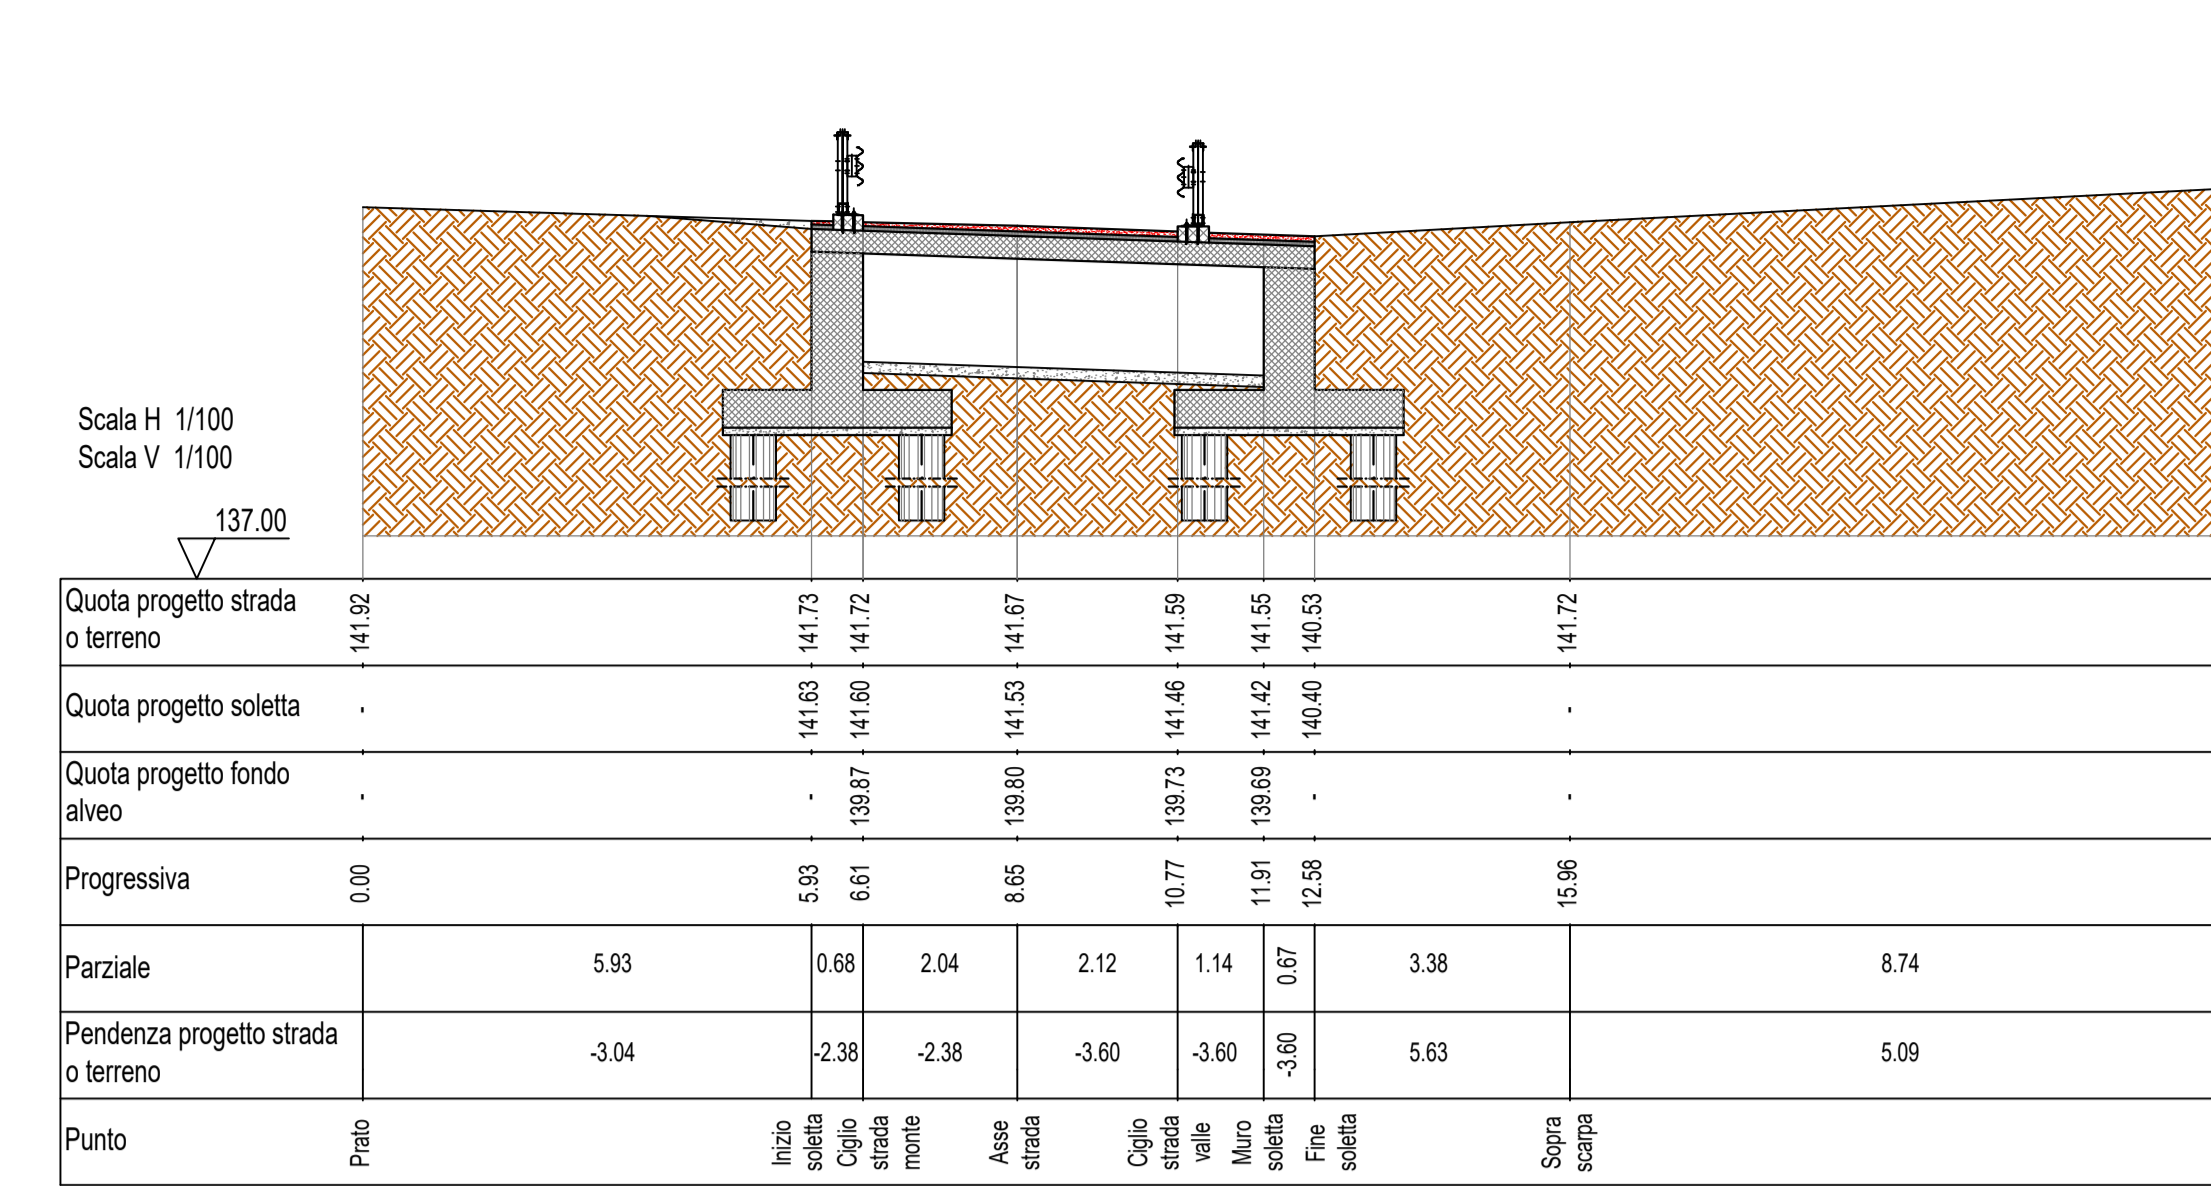 Scala H 1/100
Scala V 1/100
137.00
Quota progetto strada
o terreno
141.92
141.73
141.72
141.67
141.59
141.55
140.53
141.72
Quota progetto soletta
-
141.63
141.60
141.53
141.46
141.42
140.40
-
Quota progetto fondo
alveo
-
-
139.87
139.80
139.73
139.69
-
-
Progressiva
0.00
5.93
6.61
8.65
10.77
11.91
12.58
15.96
Parziale
5.93
0.68
2.04
2.12
1.14
0.67
3.38
8.74
Pendenza progetto strada
o terreno
-3.04
-2.38
-2.38
-3.60
-3.60
-3.60
5.63
5.09
Punto
Prato
Inizio
soletta
Ciglio
strada
monte
Asse
strada
Ciglio
strada
valle
Muro
soletta
Fine
soletta
Sopra
scarpa